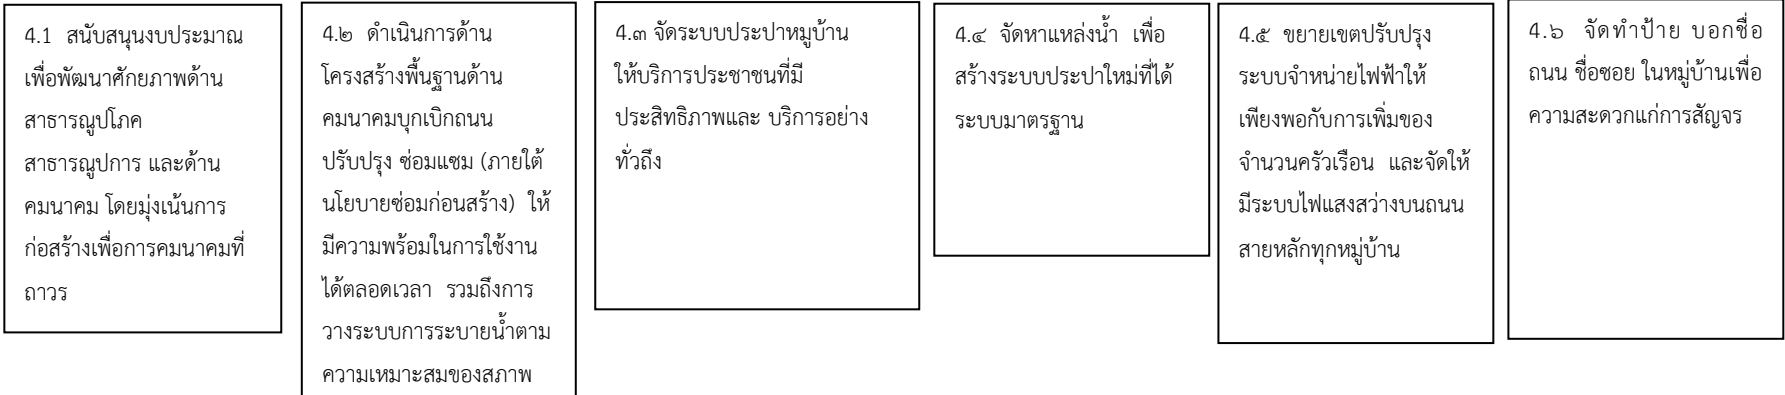 4.1 สนับสนุนงบประมาณ
เพื่อพัฒนาศักยภาพด้าน
สาธารณูปโภค
สาธารณูปการ และด้าน
คมนาคม โดยมุ่งเน้นการ
ก่อสร้างเพื่อการคมนาคมที่
ถาวร
4.๒ ดำเนินการด้าน
โครงสร้างพื้นฐานด้าน
คมนาคมบุกเบิกถนน
ปรับปรุง ซ่อมแซม (ภายใต้
นโยบายซ่อมก่อนสร้าง) ให้
มีความพร้อมในการใช้งาน
ได้ตลอดเวลา รวมถึงการ
วางระบบการระบายน้ำตาม
ความเหมาะสมของสภาพ
4.๓ จัดระบบประปาหมู่บ้าน
ให้บริการประชาชนที่มี
ประสิทธิภาพและ บริการอย่าง
ทั่วถึง
4.๔ จัดหาแหล่งน้ำ เพื่อ
สร้างระบบประปาใหม่ที่ได้
ระบบมาตรฐาน
4.๕ ขยายเขตปรับปรุง
ระบบจำหน่ายไฟฟ้าให้
เพียงพอกับการเพิ่มของ
จำนวนครัวเรือน และจัดให้
มีระบบไฟแสงสว่างบนถนน
สายหลักทุกหมู่บ้าน
4.๖ จัดทำป้าย บอกชื่อ
ถนน ชื่อซอย ในหมู่บ้านเพื่อ
ความสะดวกแก่การสัญจร